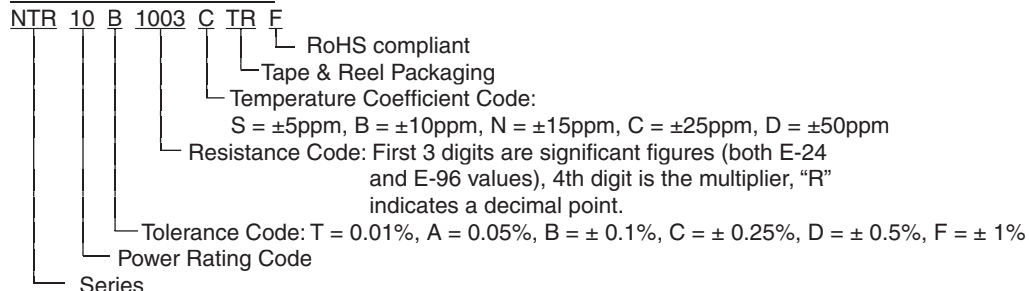 NTR 10 B 1003 C TR F
RoHS compliant
Tape & Reel Packaging
Temperature Coefficient Code:
S = ±5ppm, B = ±10ppm, N = ±15ppm, C = ±25ppm, D = ±50ppm
Resistance Code: First 3 digits are significant figures (both E-24
and E-96 values), 4th digit is the multiplier, “R”
indicates a decimal point.
Tolerance Code: T = 0.01%, A = 0.05%, B = ± 0.1%, C = ± 0.25%, D = ± 0.5%, F = ± 1%
Power Rating Code
Series